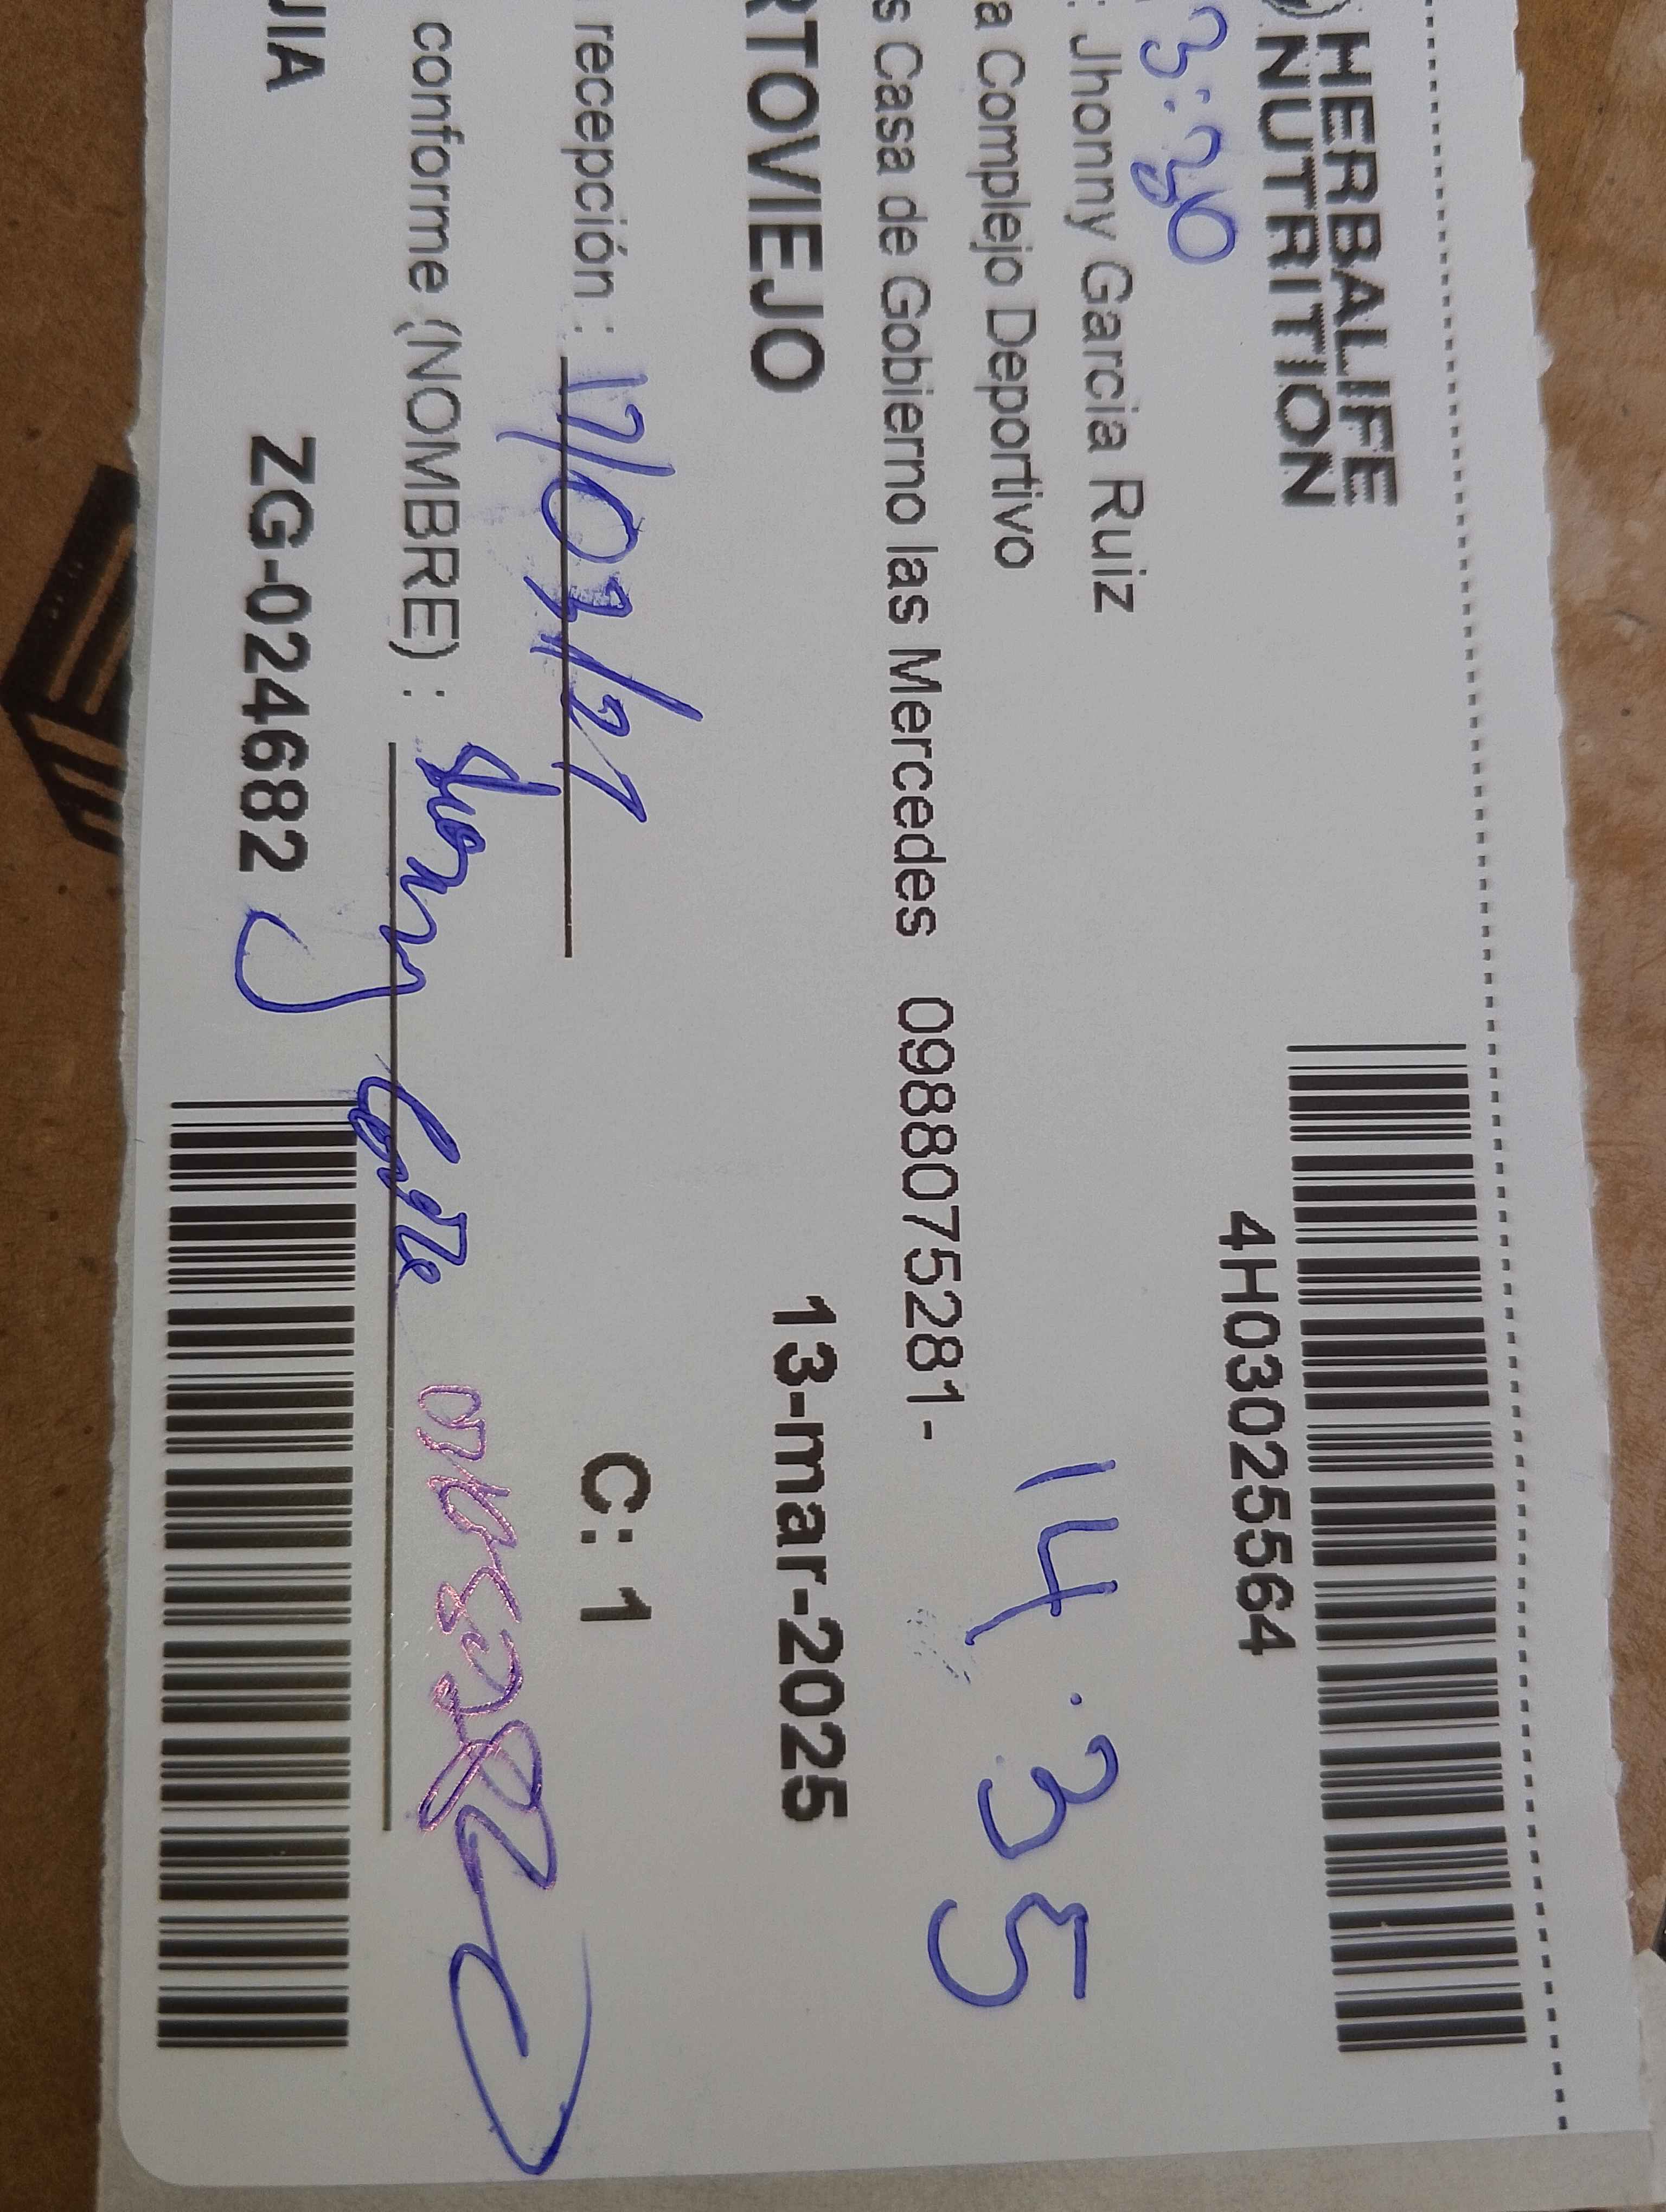 HERBALIFE
NUTRITION
4H03025564
3:30
: Jhonny Garcia Ruiz
a Complejo Deportivo
14:35
s Casa de Gobierno las Mercedes 0988075281-
RTOVIEJO 13-mar-2025
recepción : 17/03/21
C: 1
conforme (NOMBRE) :
JIA ZG-024682